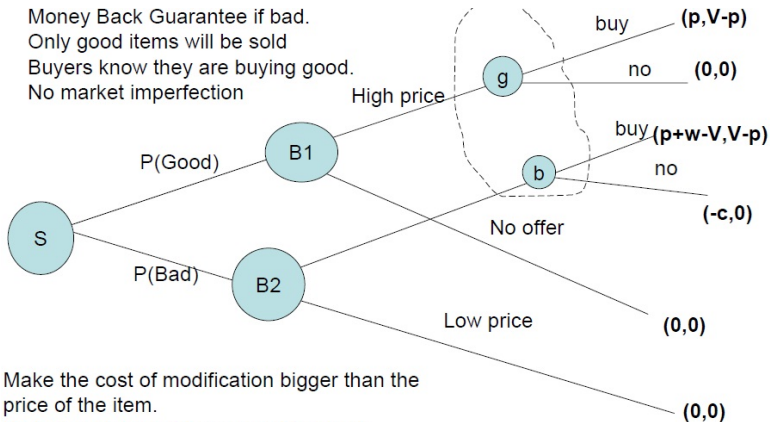 Money Back Guarantee if bad.
Only good items will be sold
Buyers know they are buying good.
No market imperfection
buy
(p,V-p)
g
no
(0,0)
High price
buy
(p+w-V,V-p)
B1
P(Good)
b
no
(-c,0)
S
No offer
P(Bad)
B2
Low price
(0,0)
Make the cost of modification bigger than the
price of the item.
(0,0)